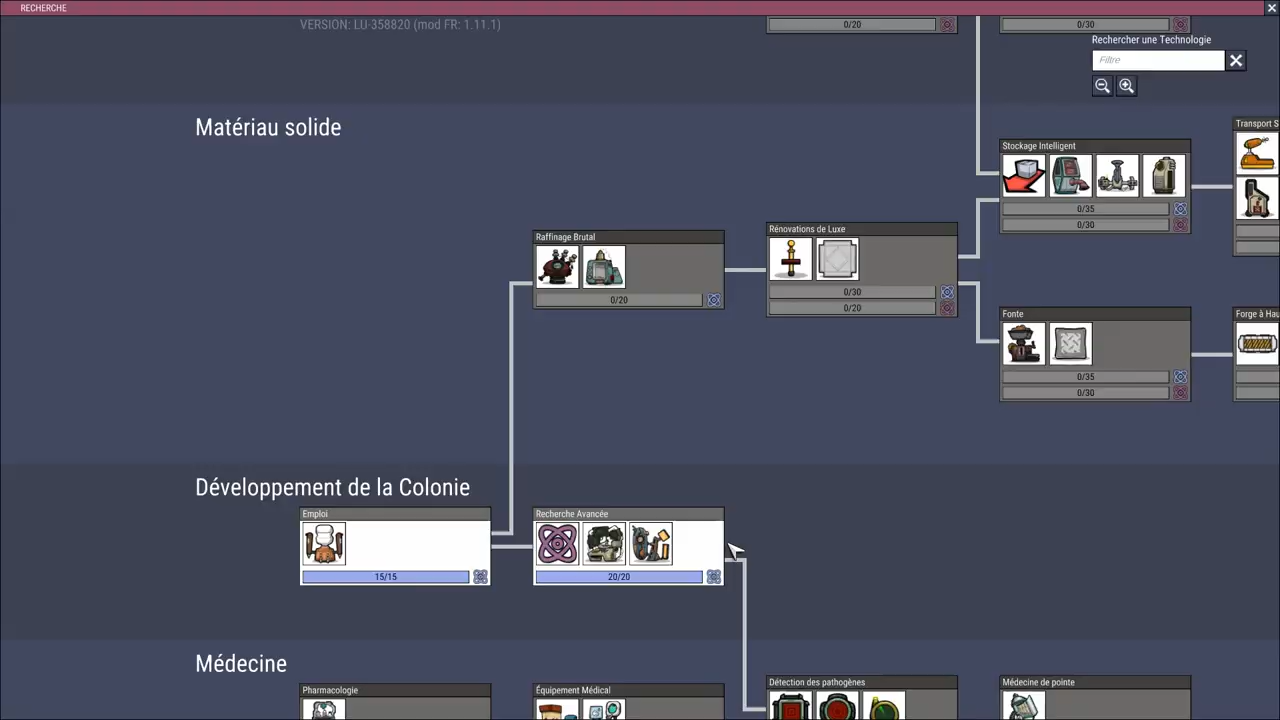 RECHERCHE
VERSION: LU-358820 (mod FR: 1.11.1)
0/20
0/30
Rechercher une Technologie
Filtre
Matériau solide
Transport S
Stockage Intelligent
0/35
0/30
Raffinage Brutal
0/20
Rénovations de Luxe
0/30
0/20
Fonte
0/35
0/30
Forge à Hau
Développement de la Colonie
Emploi
15/15
Recherche Avancée
20/20
Médecine
Pharmacologie
Équipement Médical
Détection des pathogènes
Médecine de pointe